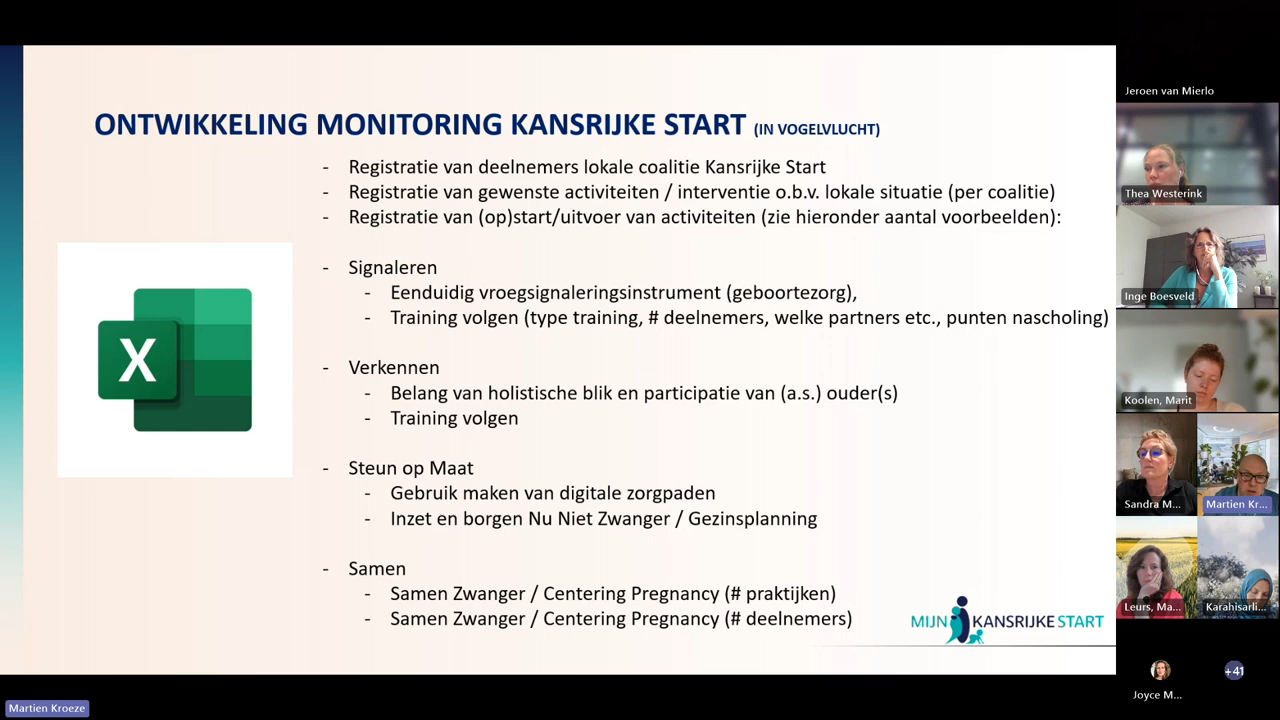 ONTWIKKELING MONITORING KANSRIJKE START (IN VOGELVLUCHT)
- Registratie van deelnemers lokale coalitie Kansrijke Start
- Registratie van gewenste activiteiten / interventie o.b.v. lokale situatie (per coalitie)
- Registratie van (op)start/uitvoer van activiteiten (zie hieronder aantal voorbeelden):
- Signaleren
- Eenduidig vroegsignaleringsinstrument (geboortezorg),
- Training volgen (type training, # deelnemers, welke partners etc., punten nascholing)
- Verkennen
- Belang van holistische blik en participatie van (a.s.) ouder(s)
- Training volgen
- Steun op Maat
- Gebruik maken van digitale zorgpaden
- Inzet en borgen Nu Niet Zwanger / Gezinsplanning
- Samen
- Samen Zwanger / Centering Pregnancy (# praktijken)
- Samen Zwanger / Centering Pregnancy (# deelnemers)
X
MIJN KANSRIJKE START
Martien Kroeze
Jeroen van Mierlo
Thea Westerink
Inge Boesveld
Koolen, Marit
Sandra M...
Martien Kr...
Leurs, Ma...
Karahisarli...
Joyce M...
+41